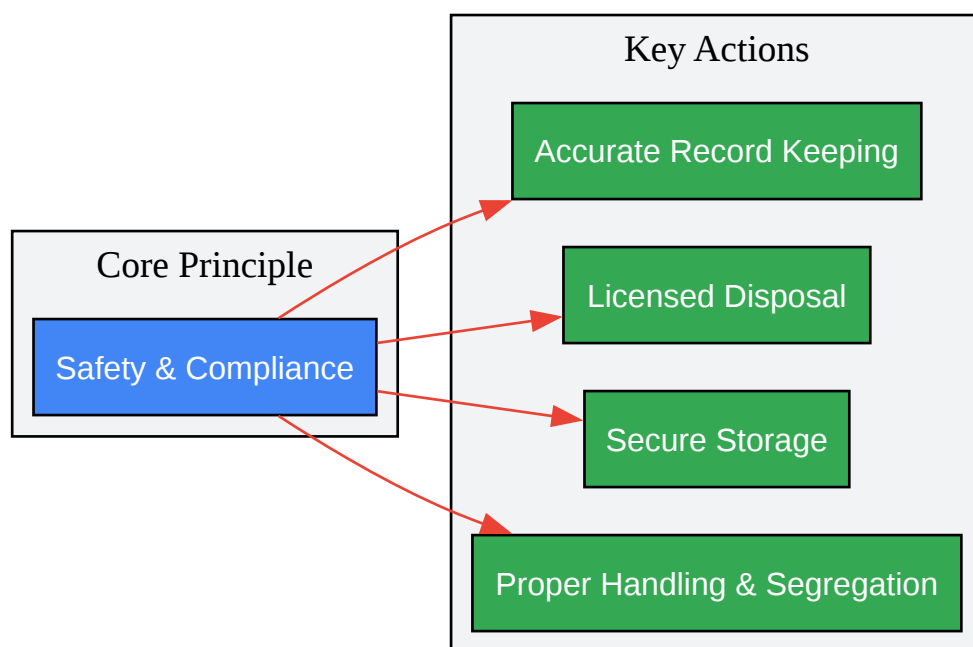 Key Actions
Accurate Record Keeping
Core Principle
Licensed Disposal
Safety & Compliance
Secure Storage
Proper Handling & Segregation